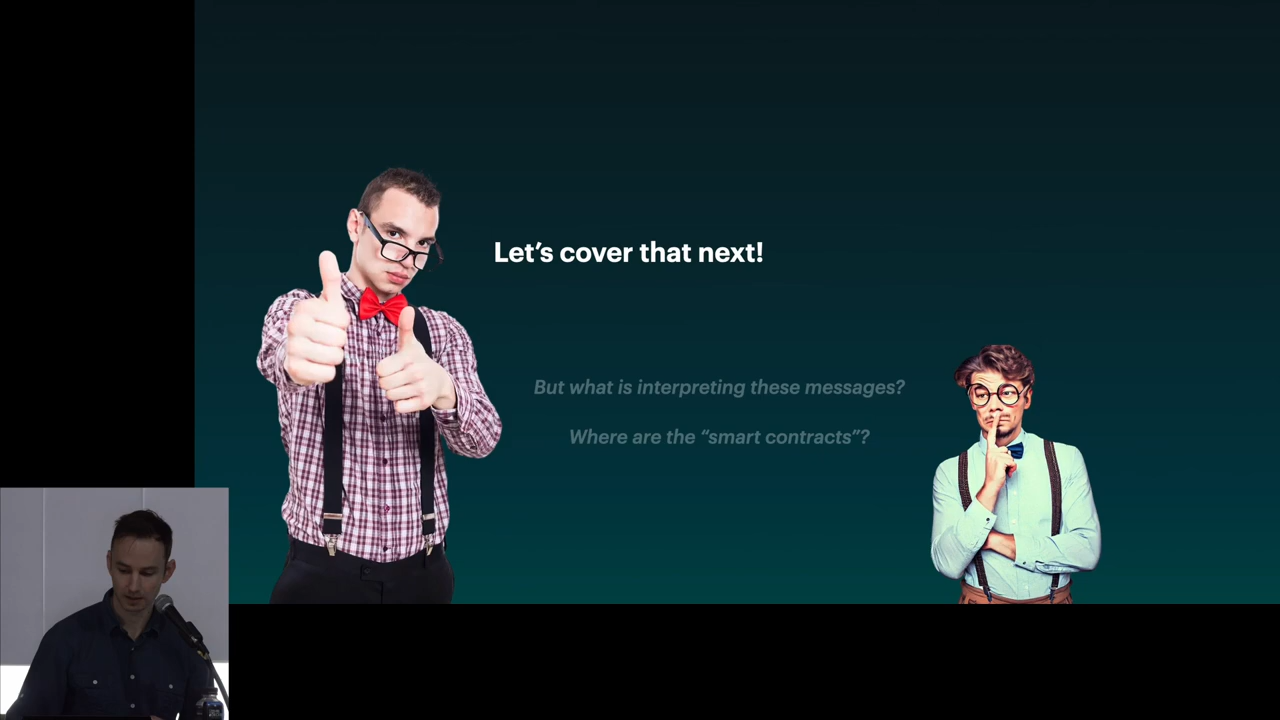 Let’s cover that next!
But what is interpreting these messages?
Where are the “smart contracts”?